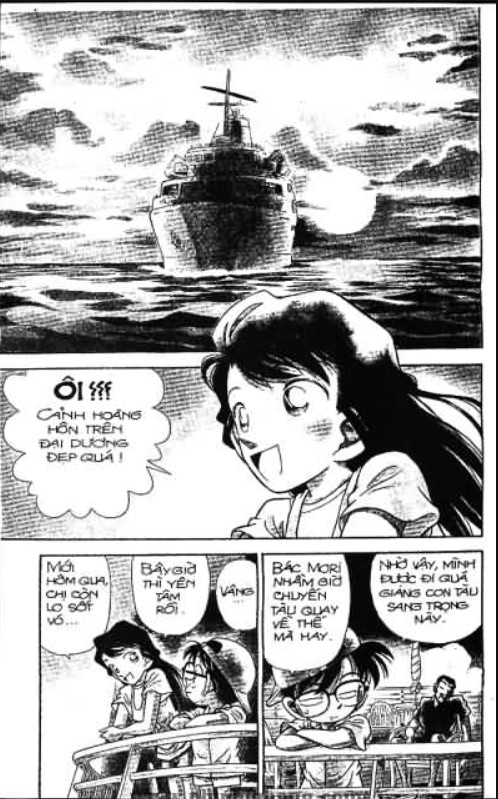 ÔI !!!
CẢNH HOÀNG
HÔN TRÊN
ĐẠI DƯƠNG
ĐẸP QUÁ !
MỚI
HÔM QUA,
CHỊ CÒN
LO SỐT
VÓ...
BÂY GIỜ
THÌ YÊN
TÂM
RỒI.
VÂNG...
BÁC MORI
NHẦM GIỜ
CHUYẾN
TÀU QUAY
VỀ THẾ
MÀ HAY.
NHỜ VẬY, MÌNH
ĐƯỢC ĐI QUÁ
GIANG CON TÀU
SANG TRỌNG
NÀY.